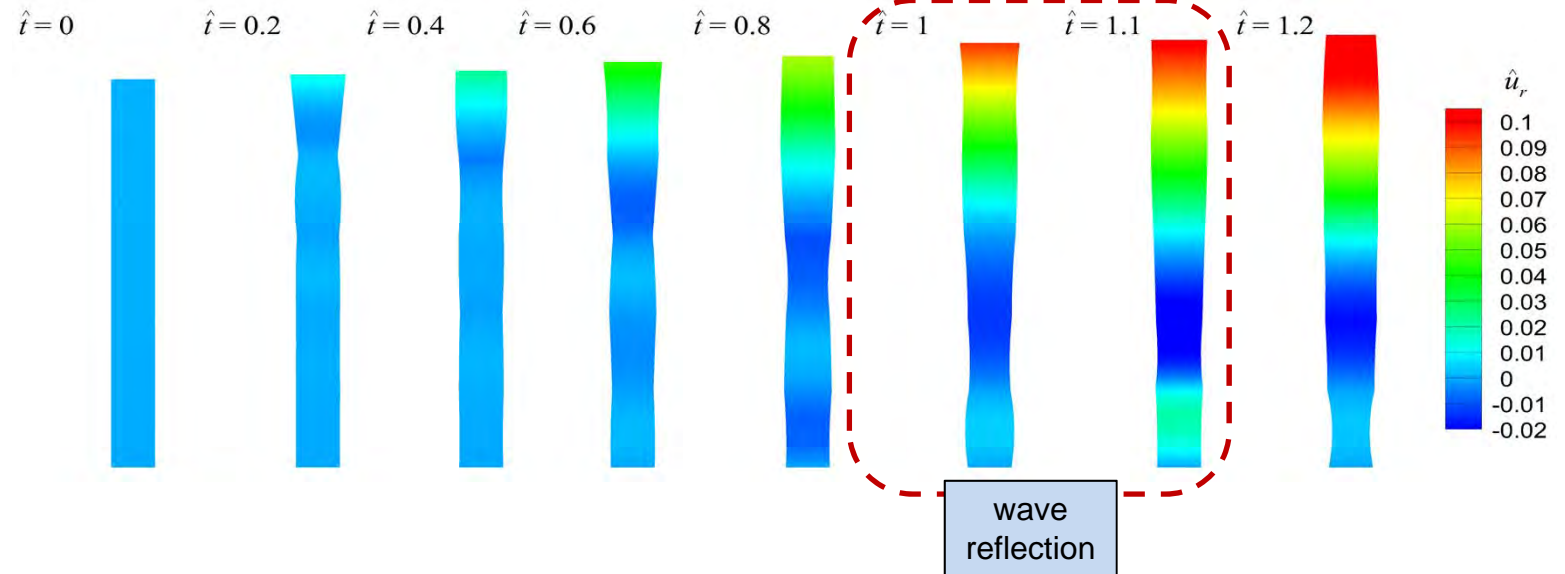 t̂ = 0
t̂ = 0.2
t̂ = 0.4
t̂ = 0.6
t̂ = 0.8
t̂ = 1
t̂ = 1.1
t̂ = 1.2
û_r
0.1
0.09
0.08
0.07
0.06
0.05
0.04
0.03
0.02
0.01
0
-0.01
-0.02
wave
reflection